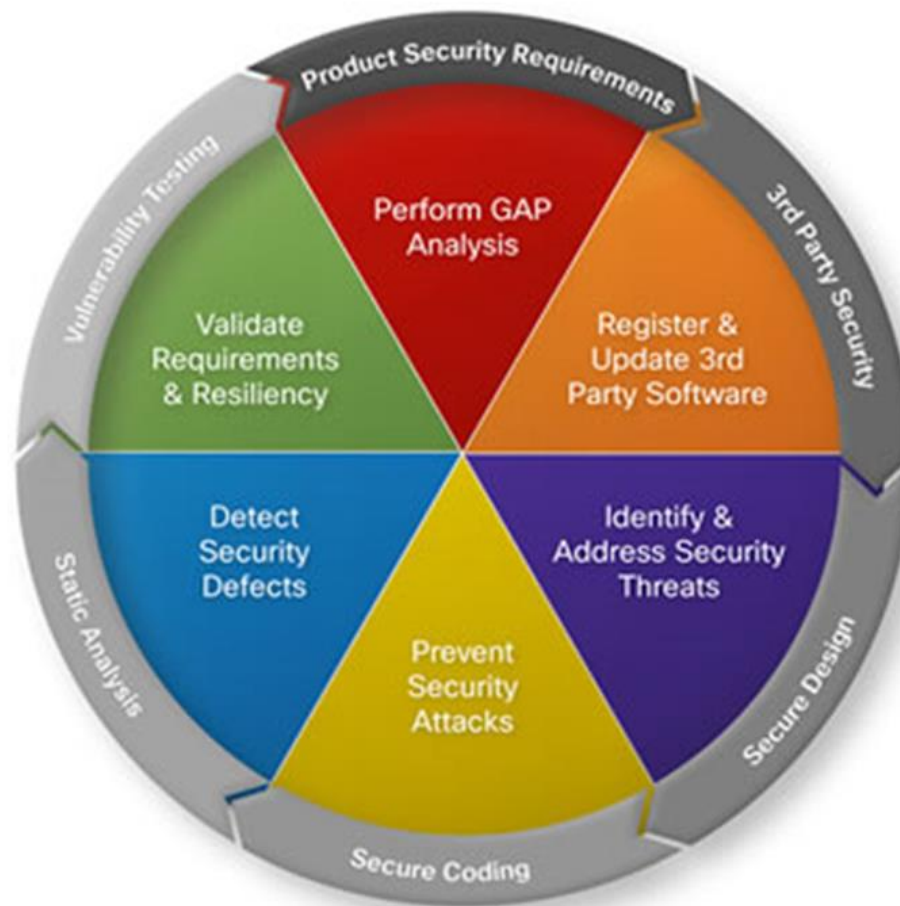 Product Security Requirements
Perform GAP
Analysis
3rd Party Security
Register &
Update 3rd
Party Software
Secure Design
Identify &
Address Security
Threats
Secure Coding
Prevent
Security
Attacks
Static Analysis
Detect
Security
Defects
Vulnerability Testing
Validate
Requirements
& Resiliency